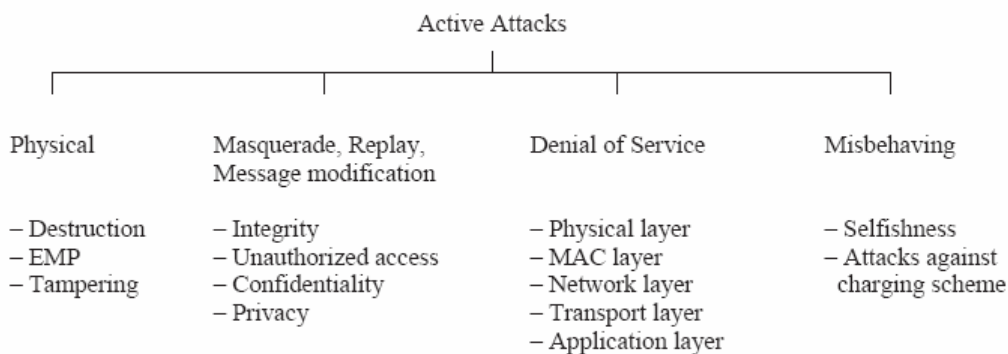 Active Attacks
Physical
Masquerade, Replay,
Message modification
Denial of Service
Misbehaving
– Destruction
– EMP
– Tampering
– Integrity
– Unauthorized access
– Confidentiality
– Privacy
– Physical layer
– MAC layer
– Network layer
– Transport layer
– Application layer
– Selfishness
– Attacks against
charging scheme